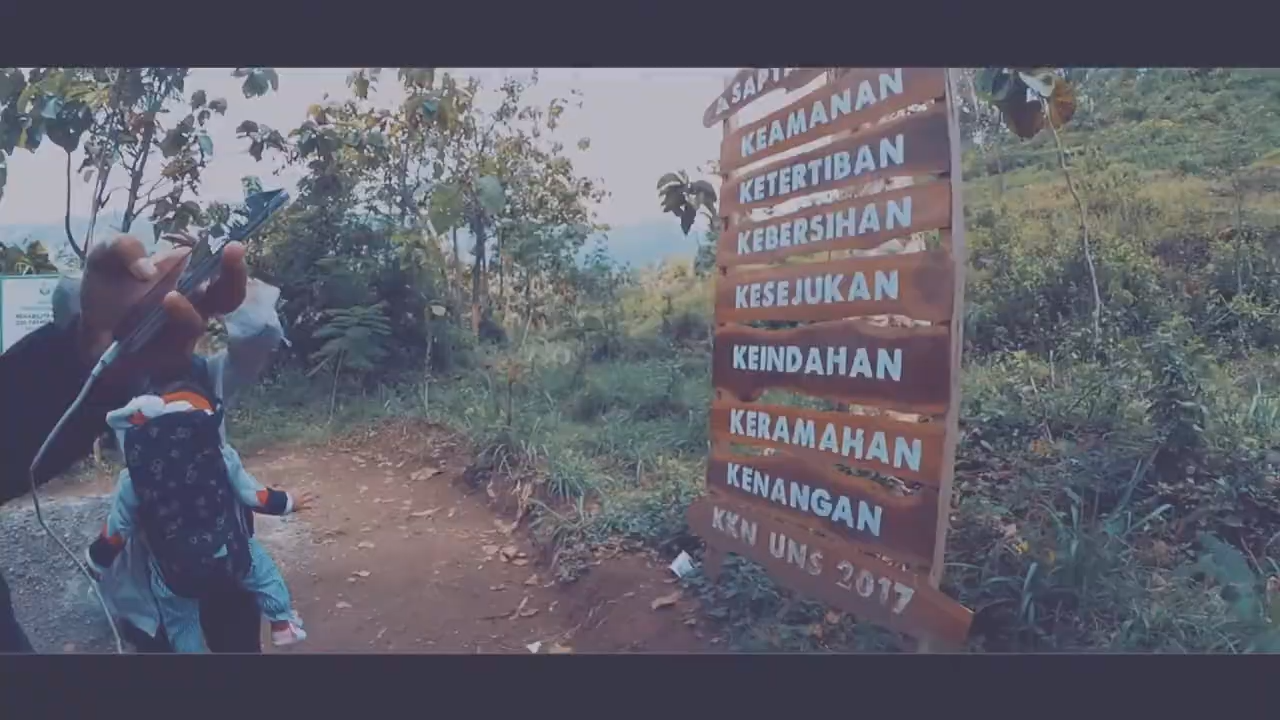 KEAMANAN
KETERTIBAN
KEBERSIHAN
KESEJUKAN
KEINDAHAN
KERAMAHAN
KENANGAN
KKN UNS 2017